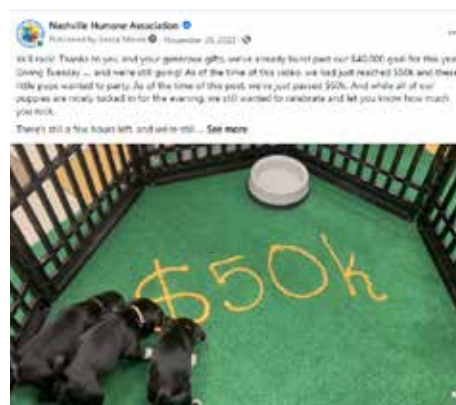 Nashville Humane Association
Published by · November 29, 2022 ·
Y'all rock! Thanks to you and your generous gifts, we've already burst past our $40,000 goal for this year
Giving Tuesday ... and we're still going! As of the time of this video, we had just reached $50k and these
little pups wanted to party. As of the time of this post, we've just passed $60k. And while all of our
puppies are nicely tucked in for the evening, we still wanted to celebrate and let you know how much
you rock.
There's still a few hours left and we're still ... See more
$50k